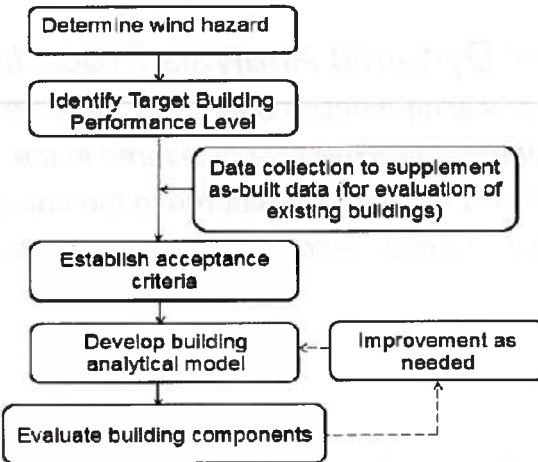 Determine wind hazard
Identify Target Building
Performance Level
Data collection to supplement
as-built data (for evaluation of
existing buildings)
Establish acceptance
criteria
Develop building
analytical model
Improvement as
needed
Evaluate building components